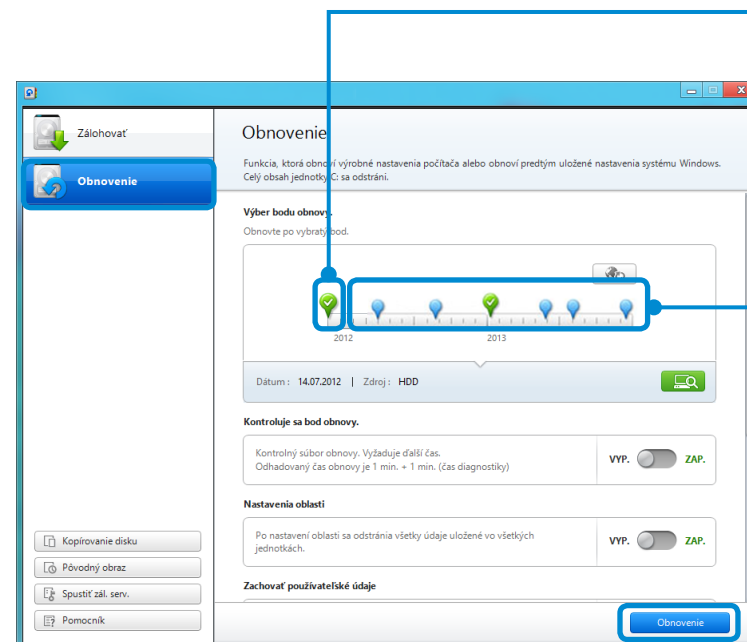 Zálohovať
Obnovenie
Obnovenie
Funkcia, ktorá obnoví výrobné nastavenia počítača alebo obnoví predtým uložené nastavenia systému Windows.
Celý obsah jednotky C: sa odstráni.
Výber bodu obnovy.
Obnovte po vybratý bod.
2012 2013
Dátum : 14.07.2012 | Zdroj : HDD
Kontroluje sa bod obnovy.
Kontrolný súbor obnovy. Vyžaduje ďalší čas.
Odhadovaný čas obnovy je 1 min. + 1 min. (čas diagnostiky)
VYP. ZAP.
Nastavenia oblasti
Po nastavení oblasti sa odstránia všetky údaje uložené vo všetkých
jednotkách.
VYP. ZAP.
Zachovať používateľské údaje
Kopírovanie disku
Pôvodný obraz
Spustiť zál. serv.
Pomocník
Obnovenie